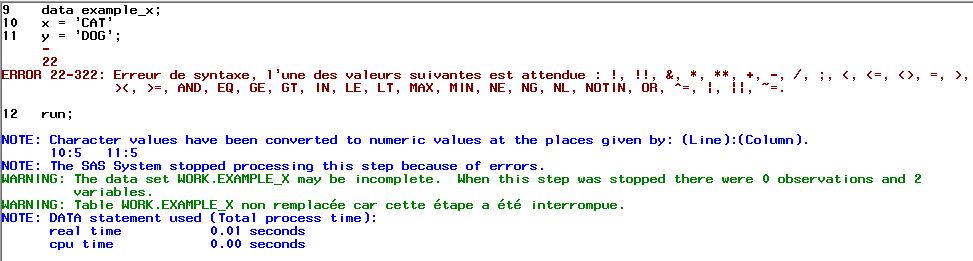 9 data example_x;
10 x = 'CAT'
11 y = 'DOG';
-
22
ERROR 22-322: Erreur de syntaxe, l'une des valeurs suivantes est attendue : !, !!, &, *, **, +, -, /, ;, <, <=, <>, =, >,
><, >=, AND, EQ, GE, GT, IN, LE, LT, MAX, MIN, NE, NG, NL, NOTIN, OR, ^=, |, ||, ~=.
12 run;
NOTE: Character values have been converted to numeric values at the places given by: (Line):(Column).
10:5 11:5
NOTE: The SAS System stopped processing this step because of errors.
WARNING: The data set WORK.EXAMPLE_X may be incomplete. When this step was stopped there were 0 observations and 2
variables.
WARNING: Table WORK.EXAMPLE_X non remplacée car cette étape a été interrompue.
NOTE: DATA statement used (Total process time):
real time 0.01 seconds
cpu time 0.00 seconds